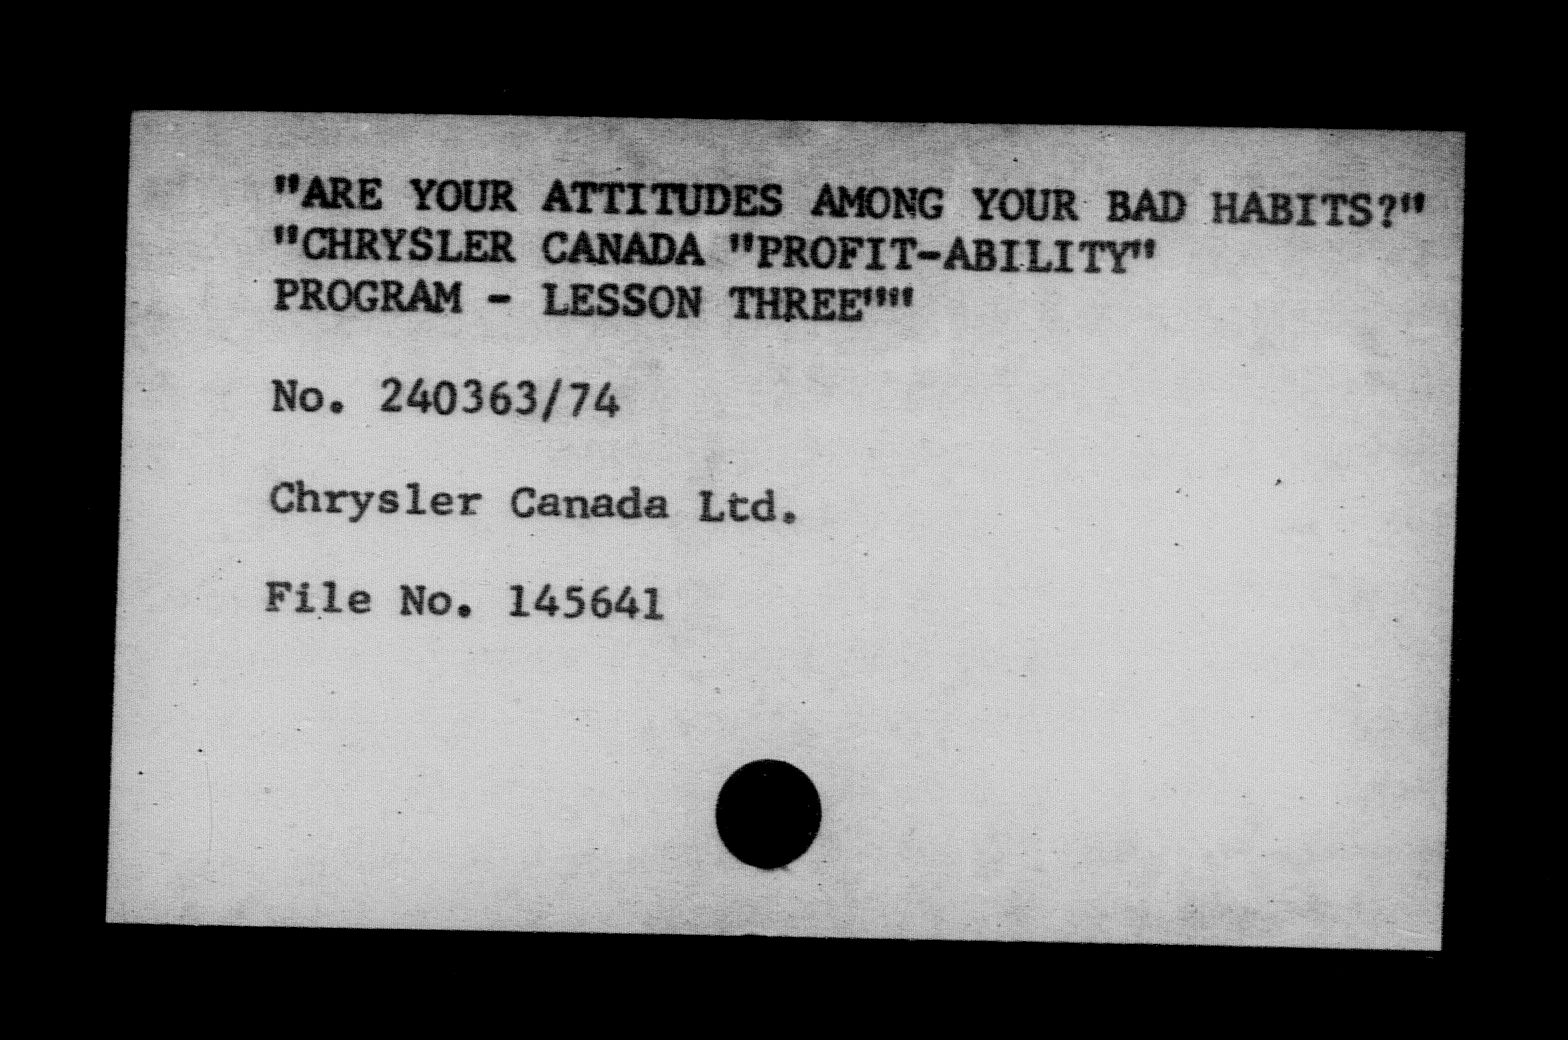 "ARE YOUR ATTITUDES AMONG YOUR BAD HABITS?"
"CHRYSLER CANADA "PROFIT-ABILITY"
PROGRAM - LESSON THREE""
No. 240363/74
Chrysler Canada Ltd.
File No. 145641